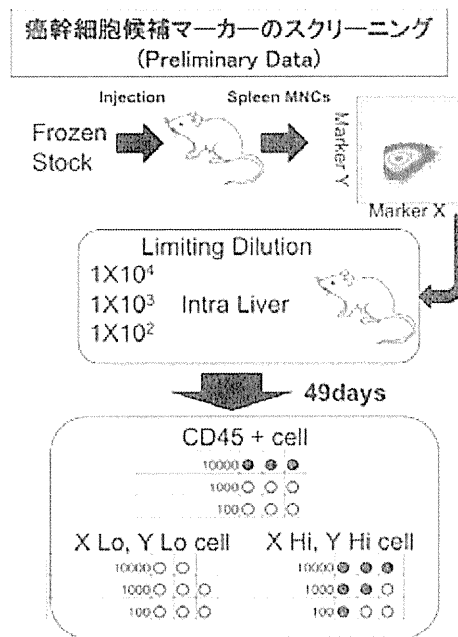 癌幹細胞候補マーカーのスクリーニング
(Preliminary Data)
Injection
Spleen MNCs
Frozen
Stock
Marker Y
Marker X
Limiting Dilution
1X10⁴
1X10³ Intra Liver
1X10²
49days
CD45 + cell
10000
1000
100
X Lo, Y Lo cell
10000
1000
100
X Hi, Y Hi cell
10000
1000
100